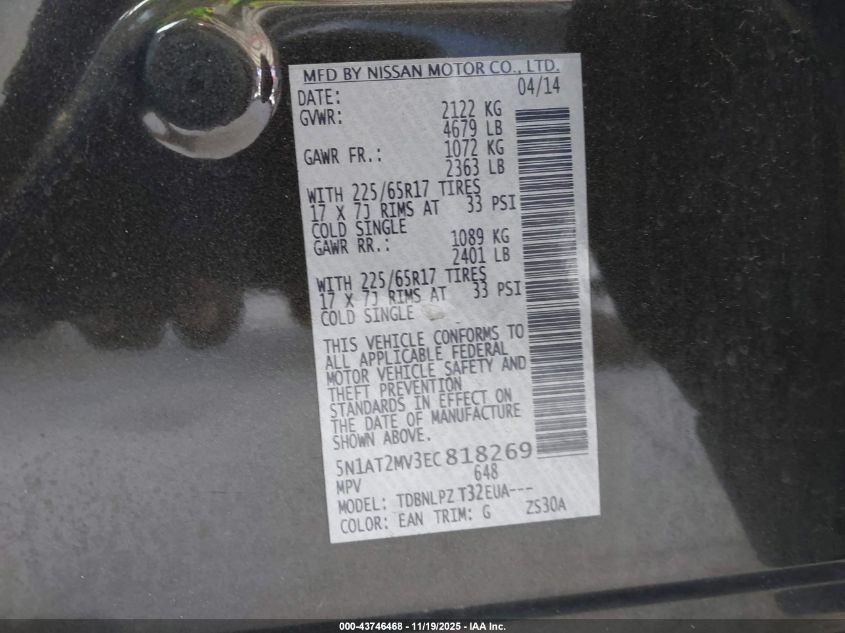 MFD BY NISSAN MOTOR CO., LTD.
DATE: 04/14
GVWR: 2122 KG
4679 LB
GAWR FR.: 1072 KG
2363 LB
WITH 225/65R17 TIRES
17 X 7J RIMS AT 33 PSI
COLD SINGLE
GAWR RR.: 1089 KG
2401 LB
WITH 225/65R17 TIRES
17 X 7J RIMS AT 33 PSI
COLD SINGLE
THIS VEHICLE CONFORMS TO
ALL APPLICABLE FEDERAL
MOTOR VEHICLE SAFETY AND
THEFT PREVENTION
STANDARDS IN EFFECT ON
THE DATE OF MANUFACTURE
SHOWN ABOVE.
5N1AT2MV3EC818269
MPV 648
MODEL: TDBNLPZ T32EUA---
COLOR: EAN TRIM: G ZS30A
000-43746468 - 11/19/2025 - IAA Inc.